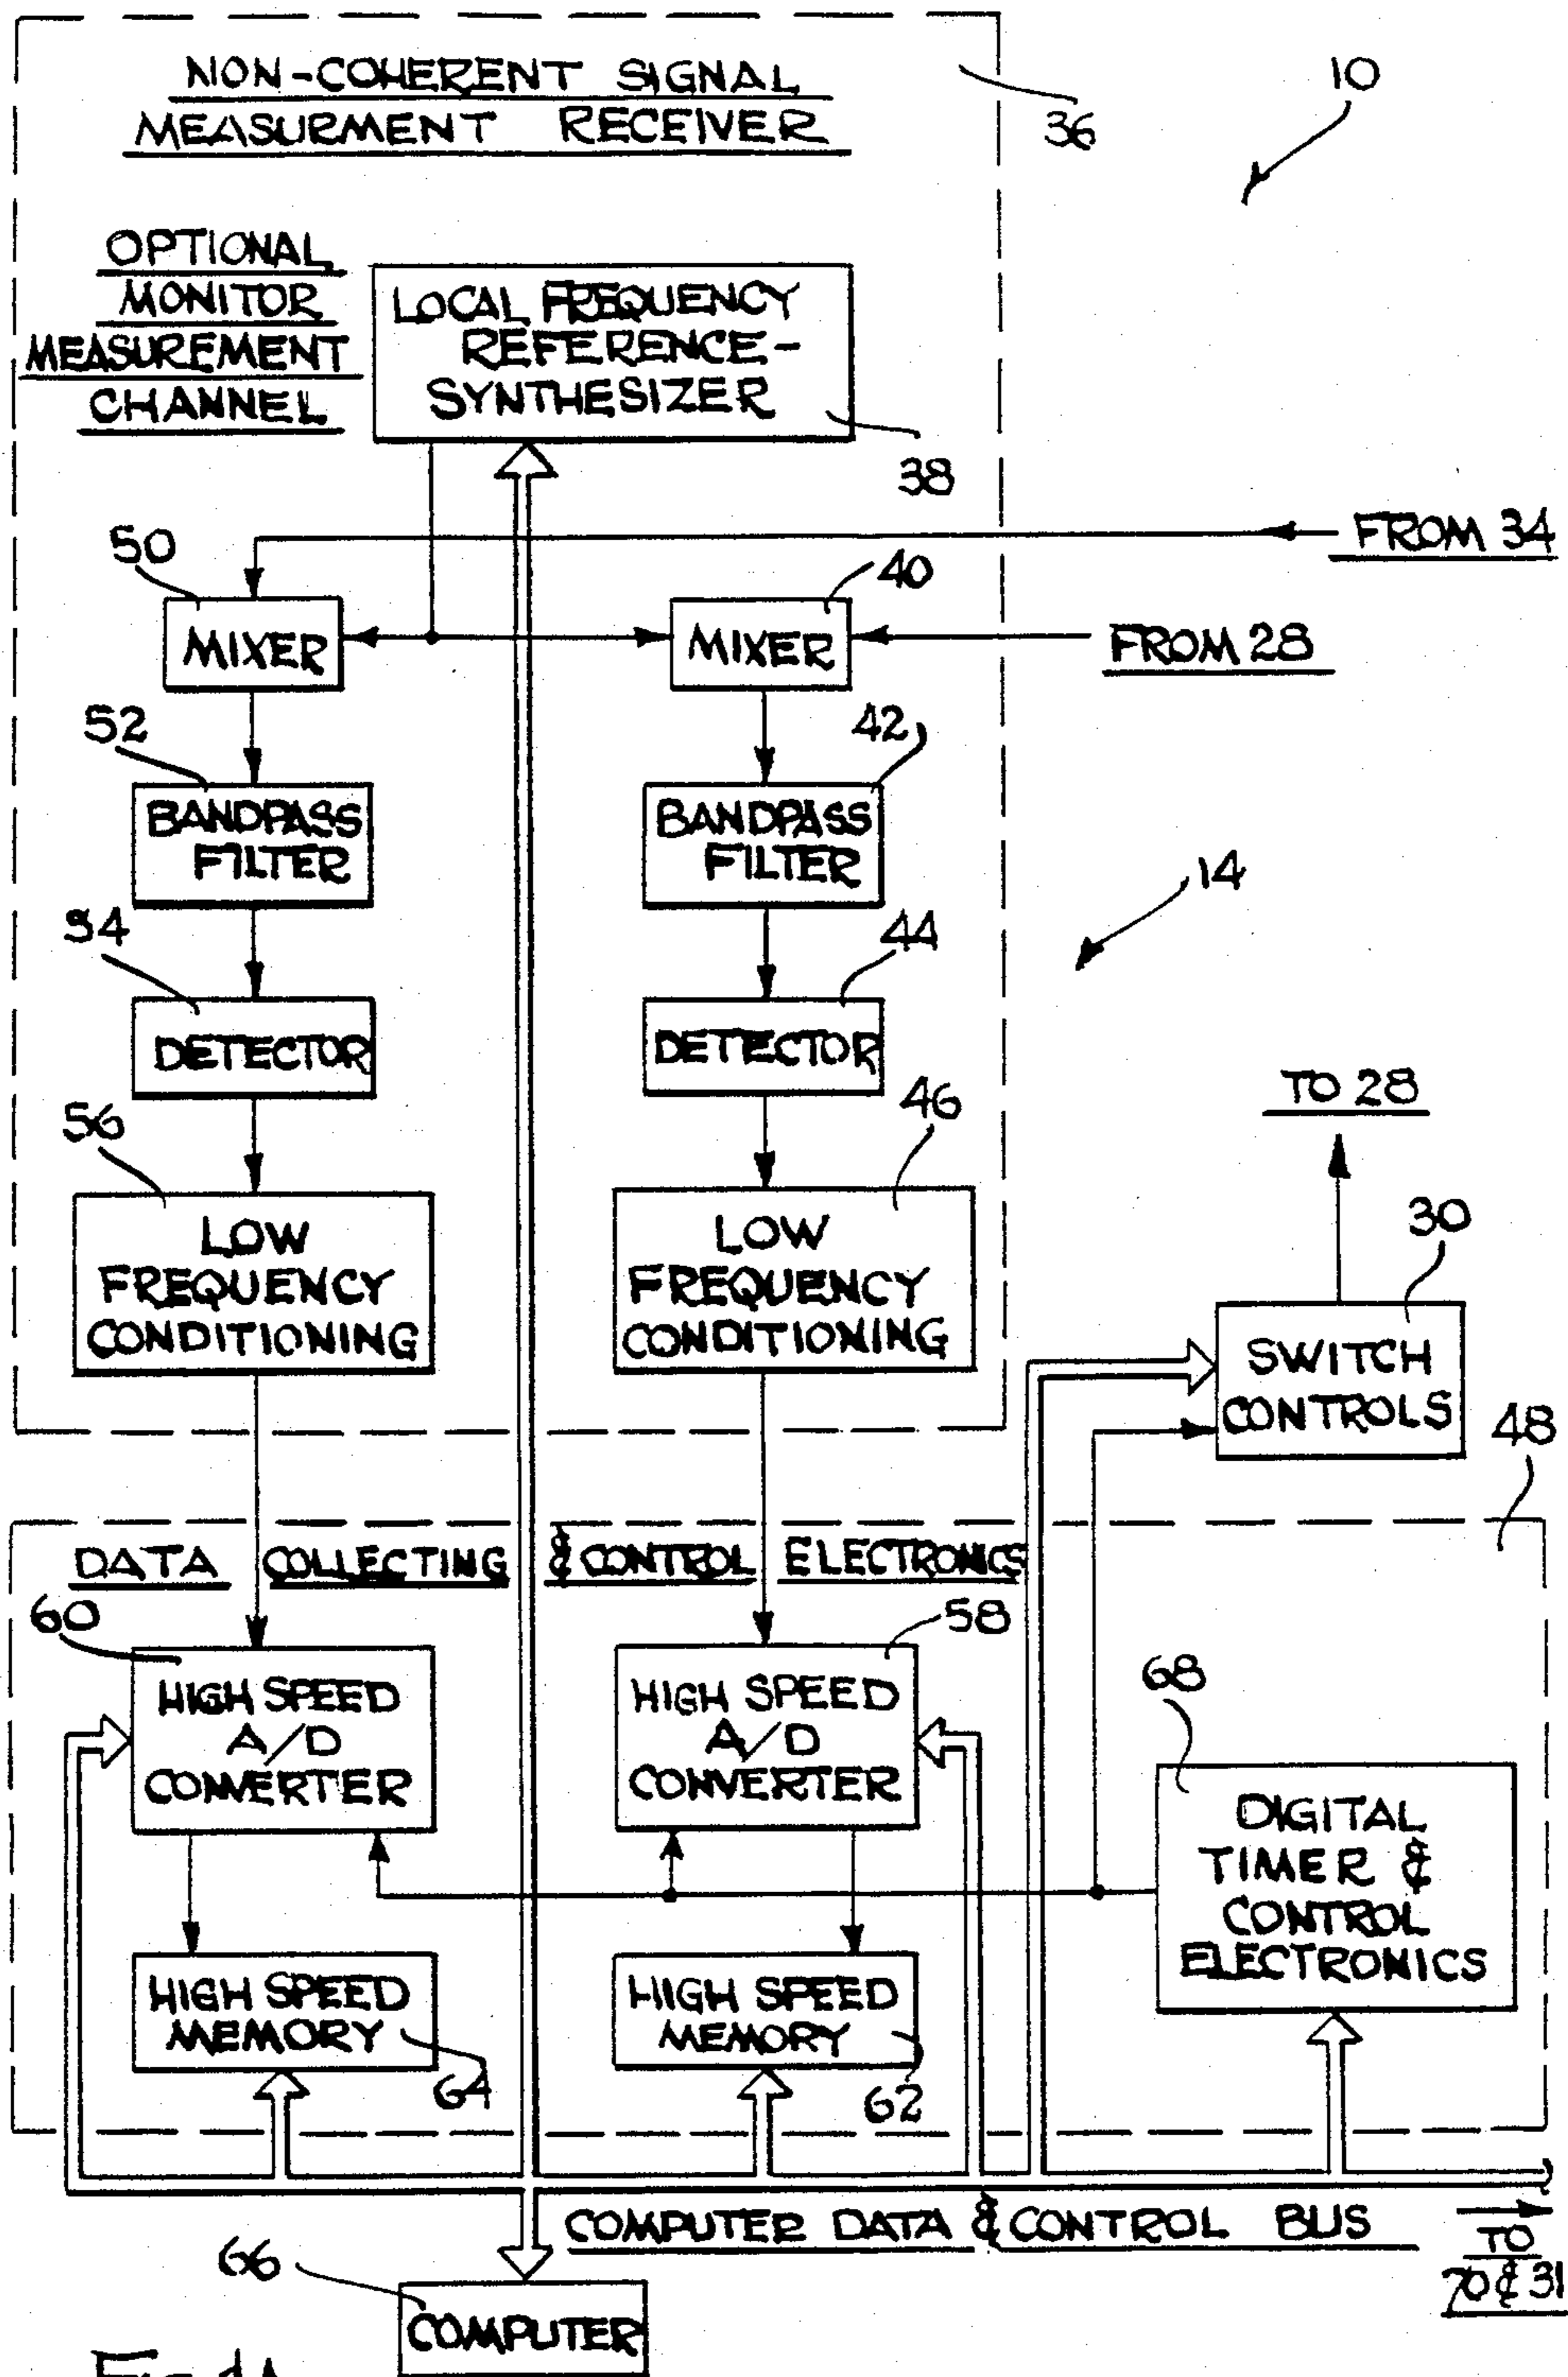 NON-COHERENT SIGNAL
MEASURMENT RECEIVER
36
10
OPTIONAL
MONITOR
MEASUREMENT
CHANNEL
LOCAL FREQUENCY
REFERENCE-
SYNTHESIZER
38
FROM 34
50
40
MIXER
MIXER
FROM 28
52
42
BANDPASS
FILTER
BANDPASS
FILTER
14
54
44
DETECTOR
DETECTOR
TO 28
56
46
LOW
FREQUENCY
CONDITIONING
LOW
FREQUENCY
CONDITIONING
30
SWITCH
CONTROLS
48
DATA COLLECTING & CONTROL ELECTRONICS
60
58
HIGH SPEED
A/D
CONVERTER
HIGH SPEED
A/D
CONVERTER
68
DIGITAL
TIMER &
CONTROL
ELECTRONICS
HIGH SPEED
MEMORY
64
HIGH SPEED
MEMORY
62
COMPUTER DATA & CONTROL BUS
TO
70 & 31
66
COMPUTER